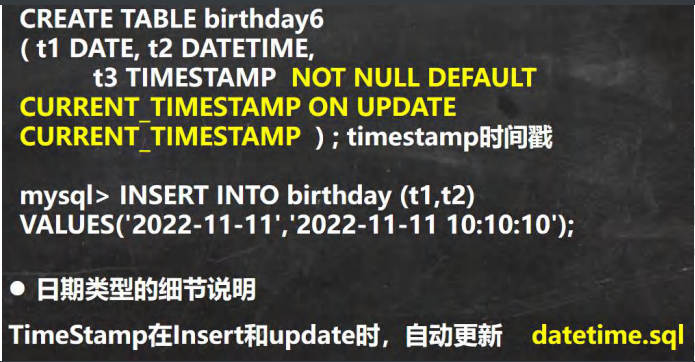 CREATE TABLE birthday6
( t1 DATE, t2 DATETIME,
t3 TIMESTAMP NOT NULL DEFAULT
CURRENT_TIMESTAMP ON UPDATE
CURRENT_TIMESTAMP ) ; timestamp时间戳
mysql> INSERT INTO birthday (t1,t2)
VALUES('2022-11-11','2022-11-11 10:10:10');
● 日期类型的细节说明
TimeStamp在Insert和update时，自动更新 datetime.sql